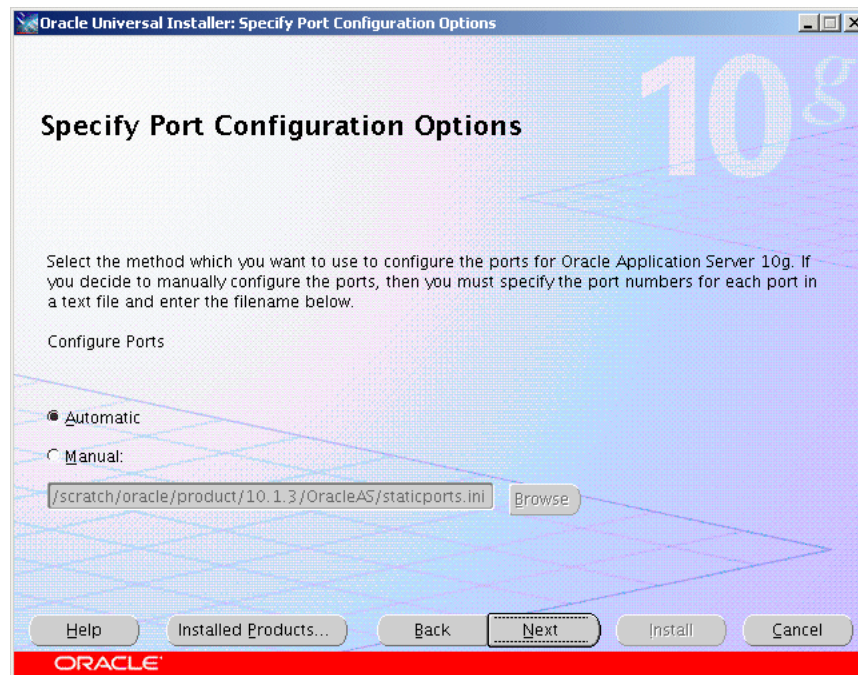 Oracle Universal Installer: Specify Port Configuration Options
10g
Specify Port Configuration Options
Select the method which you want to use to configure the ports for Oracle Application Server 10g. If
you decide to manually configure the ports, then you must specify the port numbers for each port in
a text file and enter the filename below.
Configure Ports
Automatic
Manual:
/scratch/oracle/product/10.1.3/OracleAS/staticports.ini Browse
Help Installed Products... Back Next Install Cancel
ORACLE